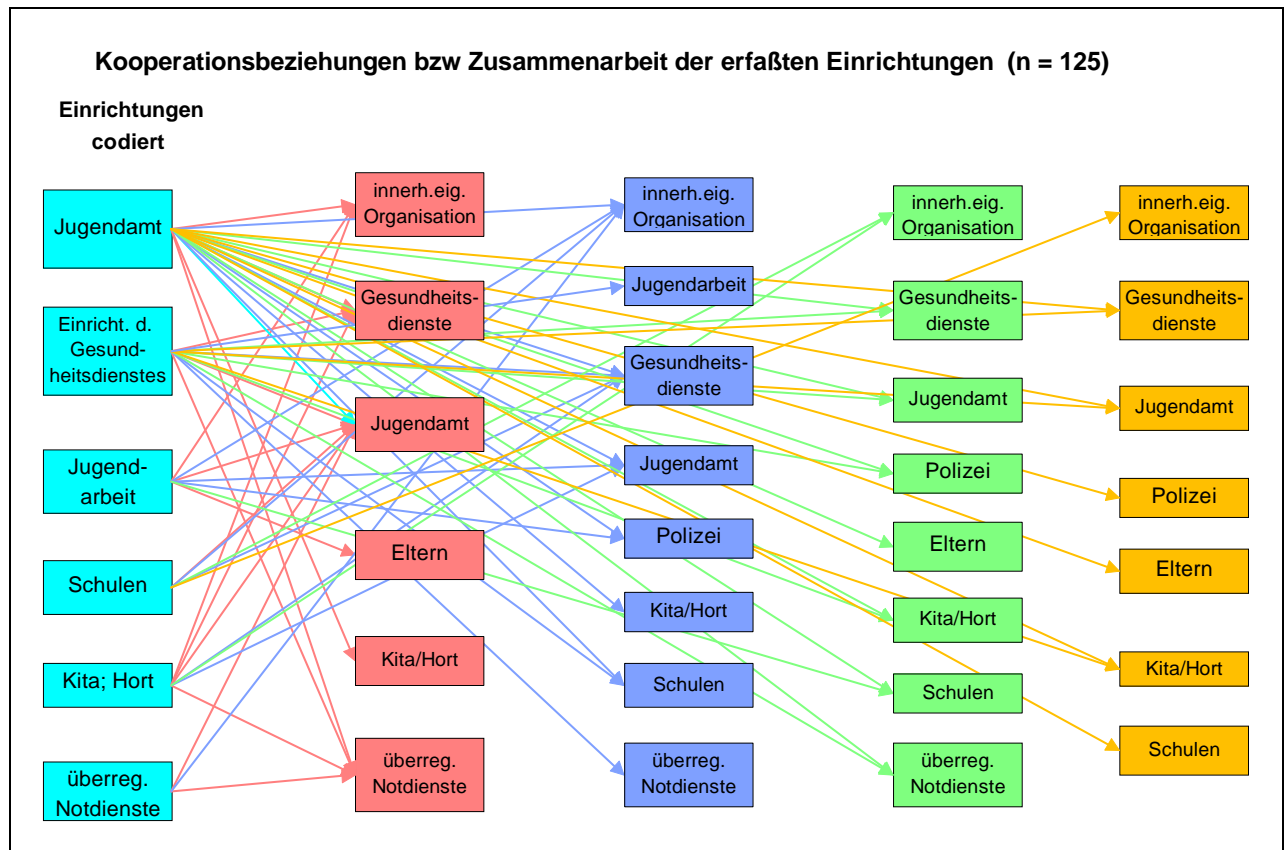 Kooperationsbeziehungen bzw Zusammenarbeit der erfaßten Einrichtungen (n = 125)
Einrichtungen
codiert
Jugendamt
Einricht. d.
Gesund-
heitsdienstes
Jugend-
arbeit
Schulen
Kita; Hort
überreg.
Notdienste
innerh.eig.
Organisation
Gesundheits-
dienste
Jugendamt
Eltern
Kita/Hort
überreg.
Notdienste
innerh.eig.
Organisation
Jugendarbeit
Gesundheits-
dienste
Jugendamt
Polizei
Kita/Hort
Schulen
überreg.
Notdienste
innerh.eig.
Organisation
Gesundheits-
dienste
Jugendamt
Polizei
Eltern
Kita/Hort
Schulen
überreg.
Notdienste
innerh.eig.
Organisation
Gesundheits-
dienste
Jugendamt
Polizei
Eltern
Kita/Hort
Schulen